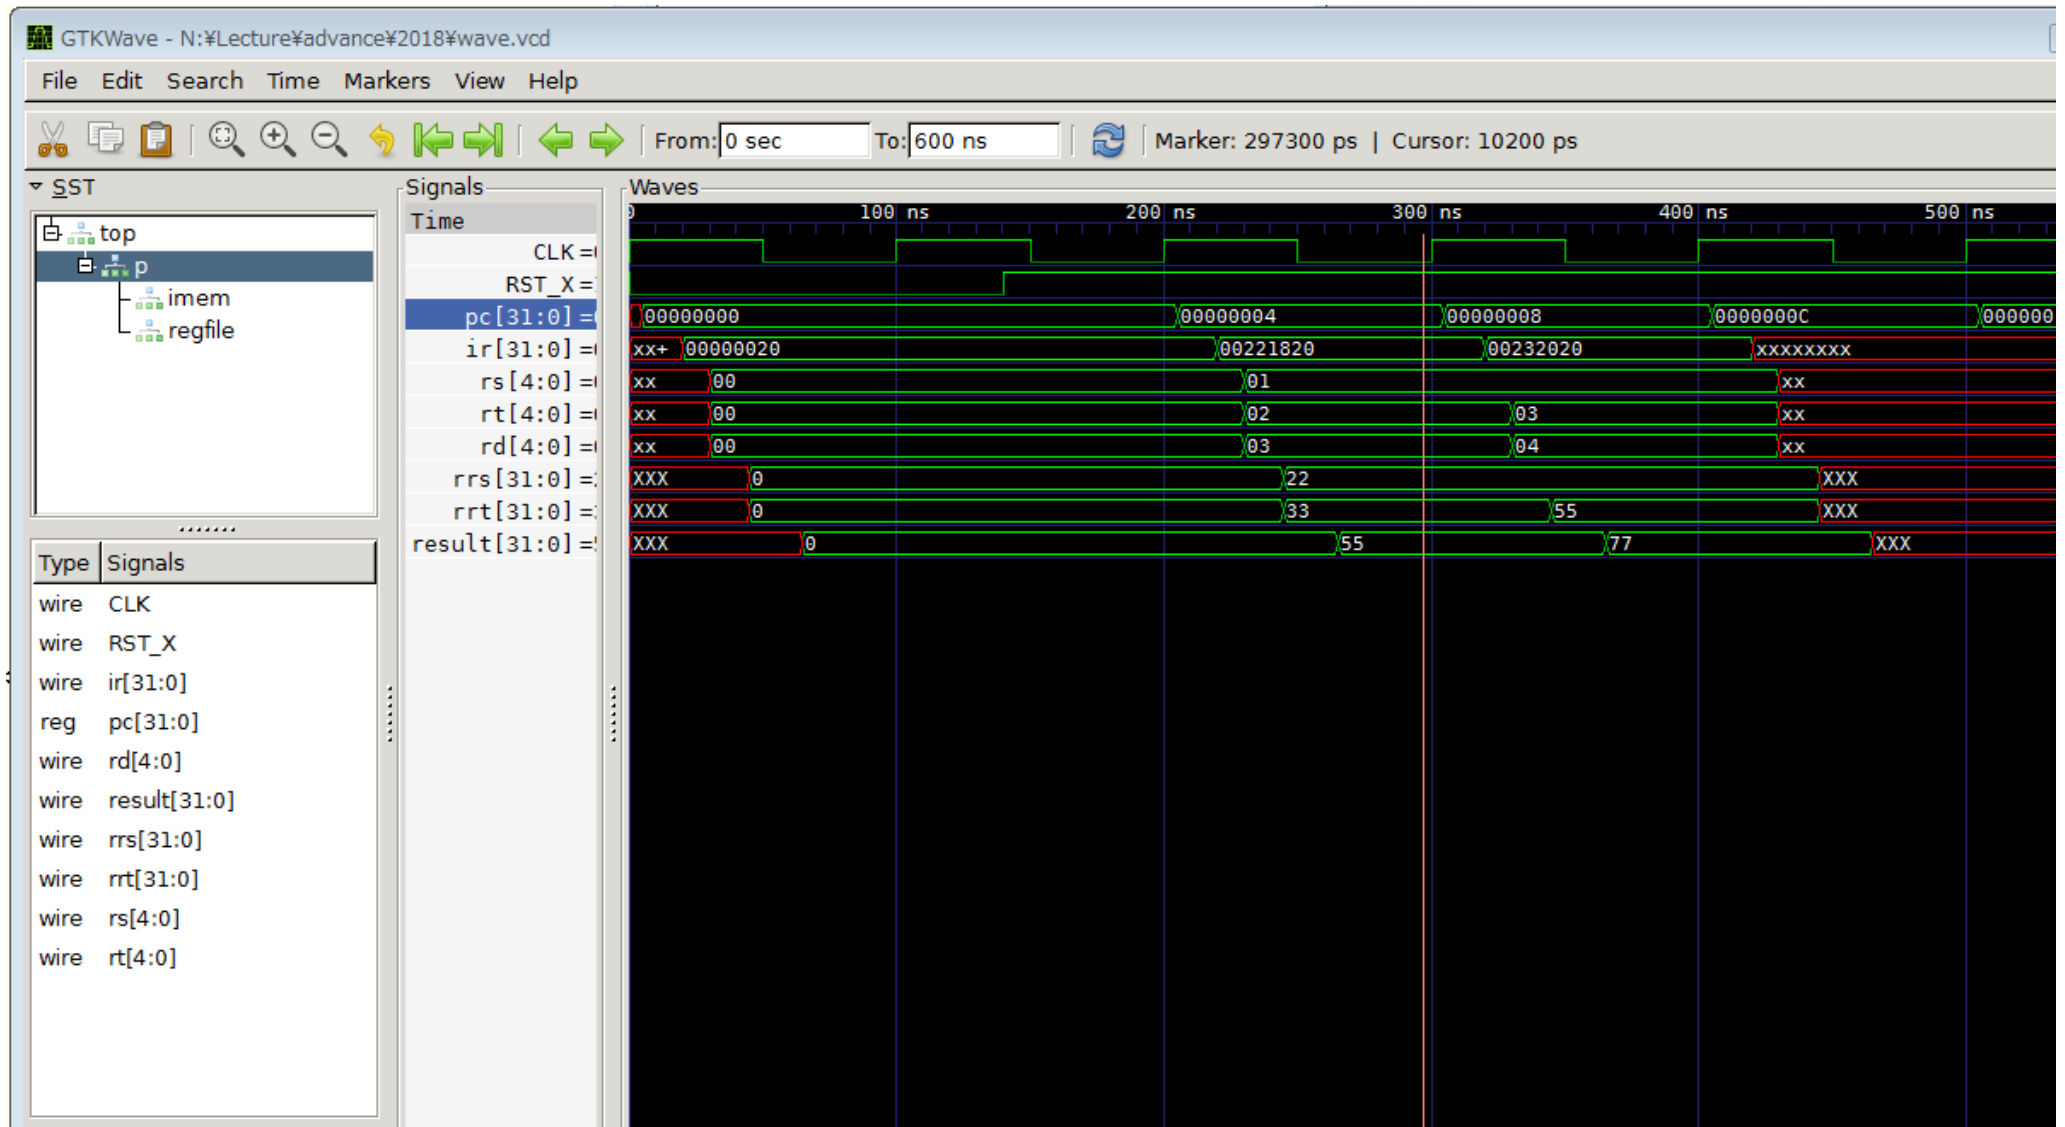 GTKWave - N:¥Lecture¥advance¥2018¥wave.vcd
File Edit Search Time Markers View Help
From: 0 sec To: 600 ns Marker: 297300 ps | Cursor: 10200 ps
SST
top
p
imem
regfile
Type Signals
wire CLK
wire RST_X
wire ir[31:0]
reg pc[31:0]
wire rd[4:0]
wire result[31:0]
wire rrs[31:0]
wire rrt[31:0]
wire rs[4:0]
wire rt[4:0]
Signals
Time
CLK =
RST_X =
pc[31:0] =
ir[31:0] =
rs[4:0] =
rt[4:0] =
rd[4:0] =
rrs[31:0] =
rrt[31:0] =
result[31:0] =
Waves
0 100 ns 200 ns 300 ns 400 ns 500 ns
00000000 00000004 00000008 0000000C 000000
xx+ 00000020 00221820 00232020 xxxxxxxx
xx 00 01 xx
xx 00 02 03 xx
xx 00 03 04 xx
XXX 0 22 XXX
XXX 0 33 55 XXX
XXX 0 55 77 XXX